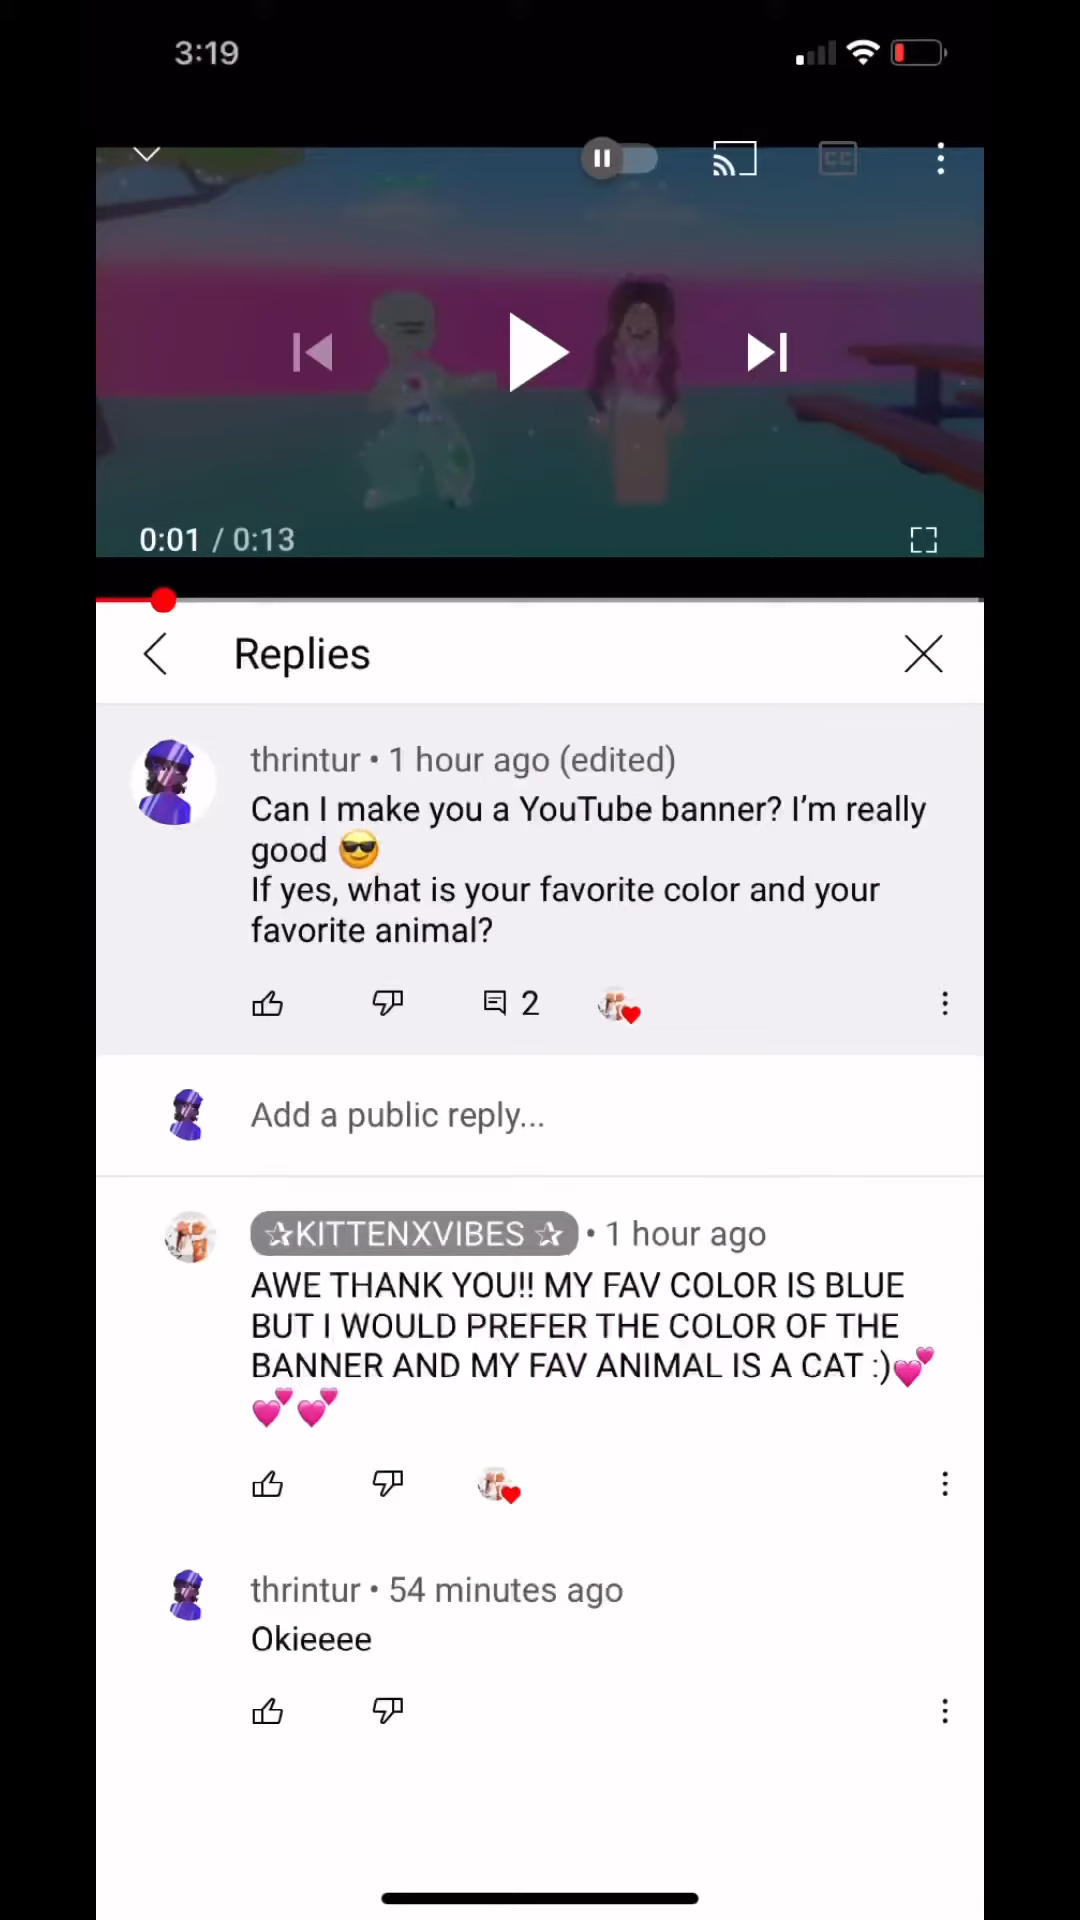 3:19
CC
0:01 / 0:13
Replies
thrintur • 1 hour ago (edited)
Can I make you a YouTube banner? I’m really
good 😎
If yes, what is your favorite color and your
favorite animal?
2
Add a public reply...
☆KITTENXVIBES ☆ • 1 hour ago
AWE THANK YOU!! MY FAV COLOR IS BLUE
BUT I WOULD PREFER THE COLOR OF THE
BANNER AND MY FAV ANIMAL IS A CAT :)💕
💕💕
thrintur • 54 minutes ago
Okieeee